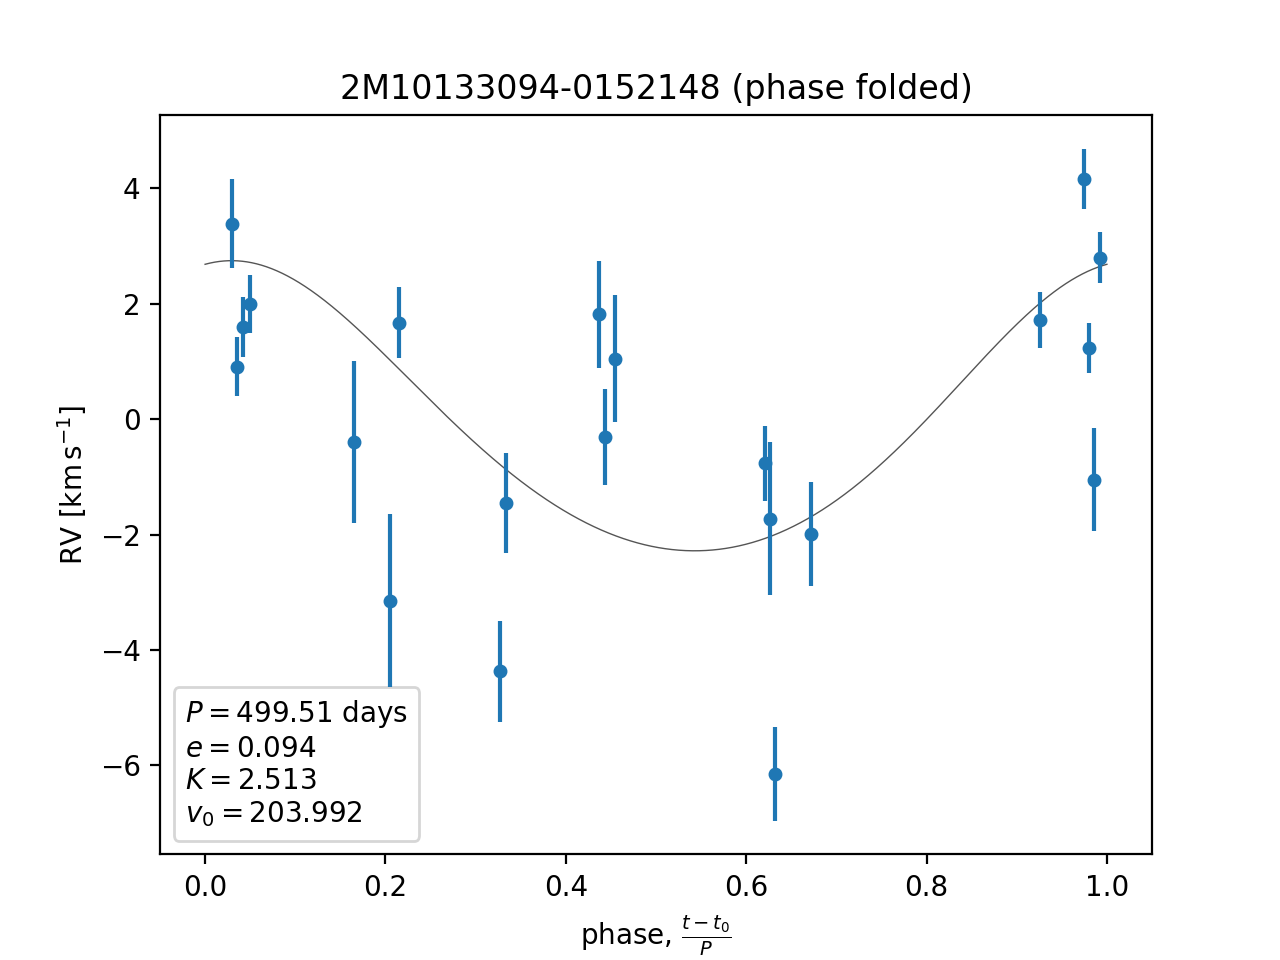 2M10133094-0152148 (phase folded)
4
2
0
−2
−4
−6
RV [km s⁻¹]
P = 499.51 days
e = 0.094
K = 2.513
v₀ = 203.992
0.0 0.2 0.4 0.6 0.8 1.0
phase, (t − t₀)/P